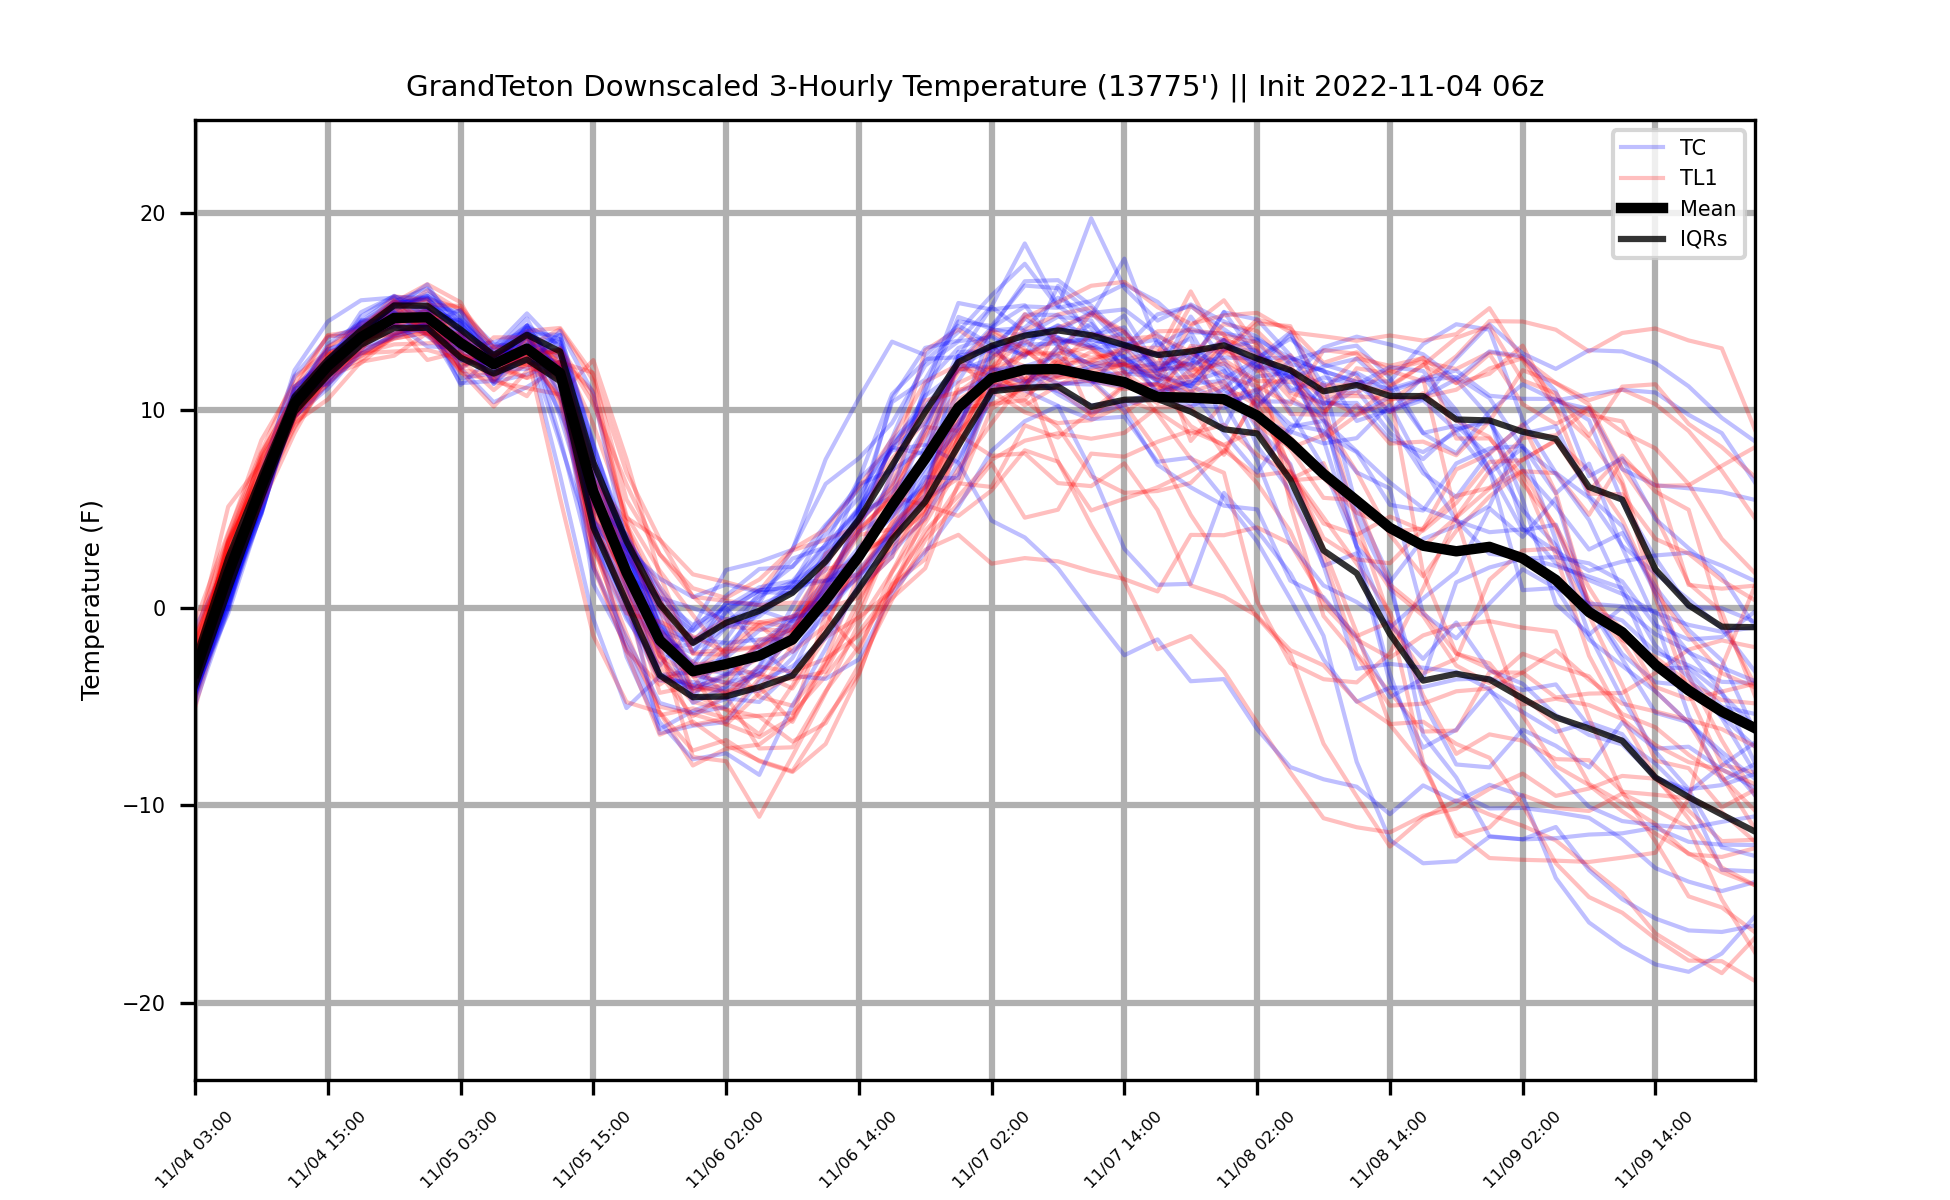 GrandTeton Downscaled 3-Hourly Temperature (13775') || Init 2022-11-04 06z
TC
TL1
Mean
IQRs
Temperature (F)
20
10
0
−10
−20
11/04 03:00
11/04 15:00
11/05 03:00
11/05 15:00
11/06 02:00
11/06 14:00
11/07 02:00
11/07 14:00
11/08 02:00
11/08 14:00
11/09 02:00
11/09 14:00